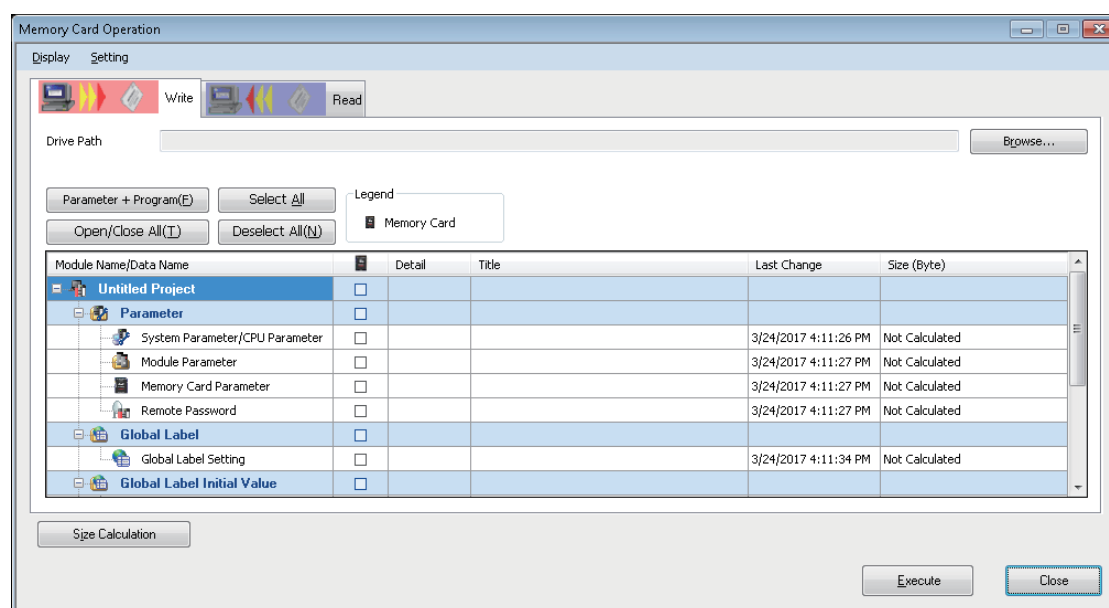 Memory Card Operation
Display Setting
Write Read
Drive Path Browse...
Parameter + Program(F) Select All Legend
Memory Card
Open/Close All(T) Deselect All(N)
Module Name/Data Name Detail Title Last Change Size (Byte)
Untitled Project
Parameter
System Parameter/CPU Parameter 3/24/2017 4:11:26 PM Not Calculated
Module Parameter 3/24/2017 4:11:27 PM Not Calculated
Memory Card Parameter 3/24/2017 4:11:27 PM Not Calculated
Remote Password 3/24/2017 4:11:27 PM Not Calculated
Global Label
Global Label Setting 3/24/2017 4:11:34 PM Not Calculated
Global Label Initial Value
Size Calculation
Execute Close